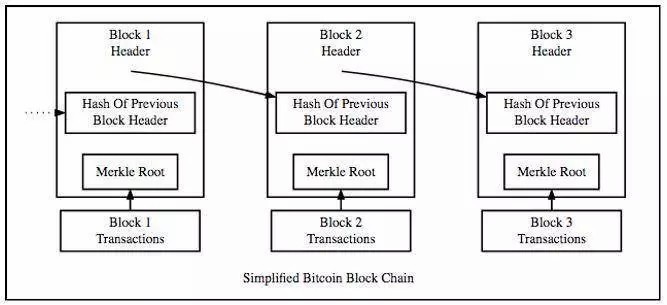 Block 1
Header
Hash Of Previous
Block Header
Merkle Root
Block 1
Transactions
Block 2
Header
Hash Of Previous
Block Header
Merkle Root
Block 2
Transactions
Block 3
Header
Hash Of Previous
Block Header
Merkle Root
Block 3
Transactions
Simplified Bitcoin Block Chain